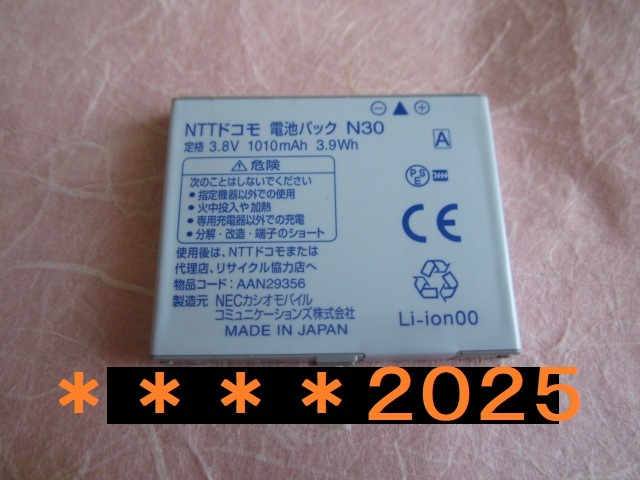 ⊖▲⊕
NTTドコモ 電池パック N30
定格 3.8V 1010mAh 3.9Wh
A
⚠危険
次のことはしないでください
・指定機器以外での使用
・火中投入や加熱
・専用充電器以外での充電
・分解・改造・端子のショート
PSE
CE
使用後は、NTTドコモまたは
代理店、リサイクル協力店へ
物品コード:AAN29356
製造元 NECカシオモバイル
コミュニケーションズ株式会社
MADE IN JAPAN
Li-ion00
****2025